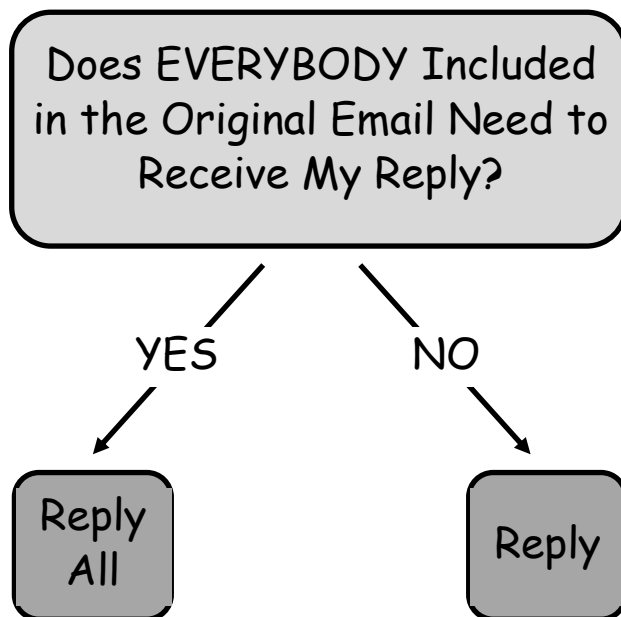 Does EVERYBODY Included
in the Original Email Need to
Receive My Reply?
YES
NO
Reply
All
Reply